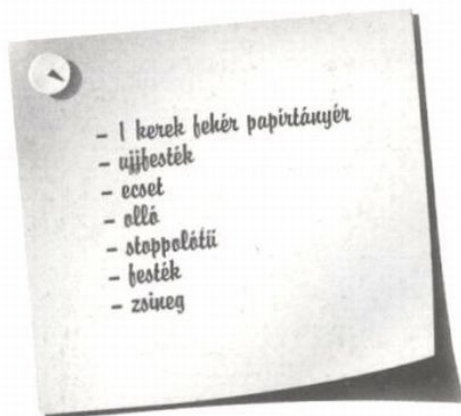 - 1 kerek fehér papírtányér
- ujjfesték
- ecset
- olló
- stoppolótű
- festék
- zsineg